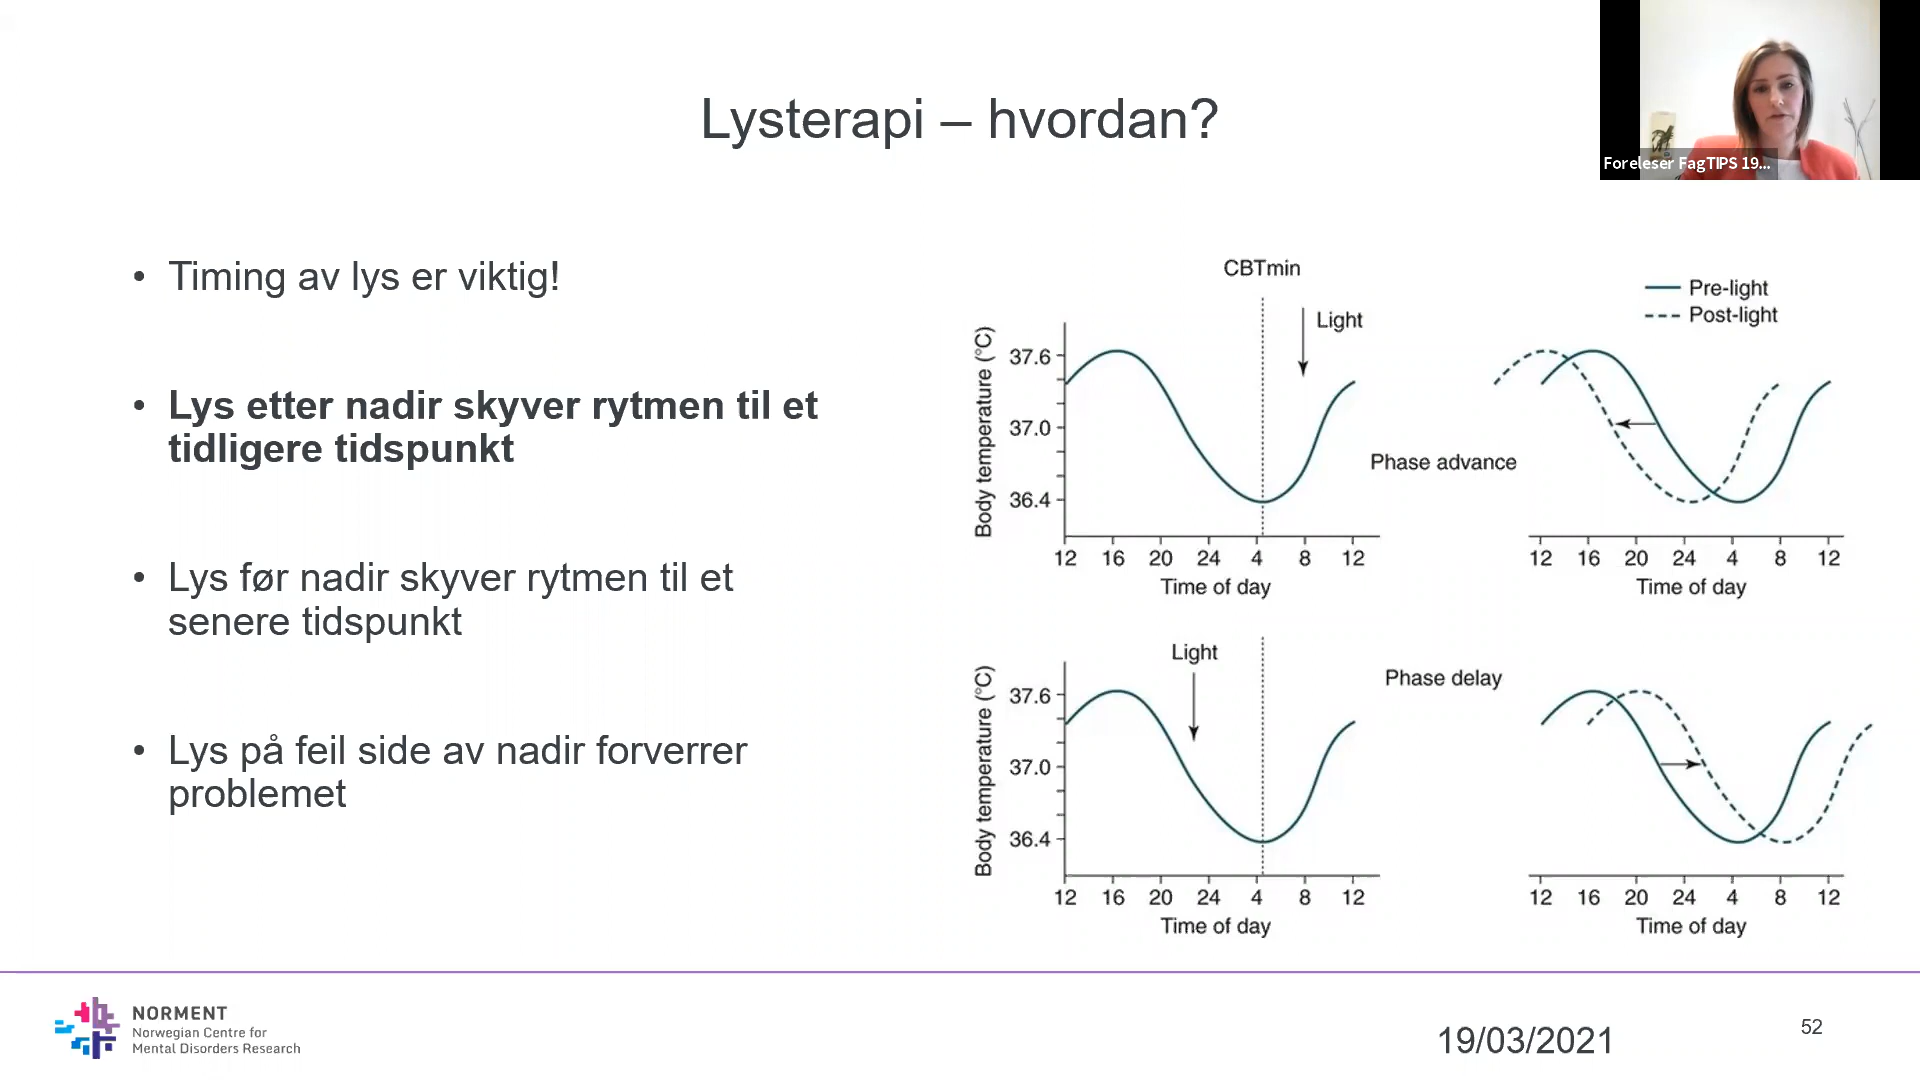 Lysterapi – hvordan?
Foreleser FagTIPS 19...
• Timing av lys er viktig!
• Lys etter nadir skyver rytmen til et
tidligere tidspunkt
• Lys før nadir skyver rytmen til et
senere tidspunkt
• Lys på feil side av nadir forverrer
problemet
CBTmin
Light
Body temperature (°C)
37.6
37.0
36.4
12 16 20 24 4 8 12
Time of day
Phase advance
Pre-light
Post-light
12 16 20 24 4 8 12
Time of day
Light
Body temperature (°C)
37.6
37.0
36.4
12 16 20 24 4 8 12
Time of day
Phase delay
12 16 20 24 4 8 12
Time of day
NORMENT
Norwegian Centre for
Mental Disorders Research
19/03/2021
52